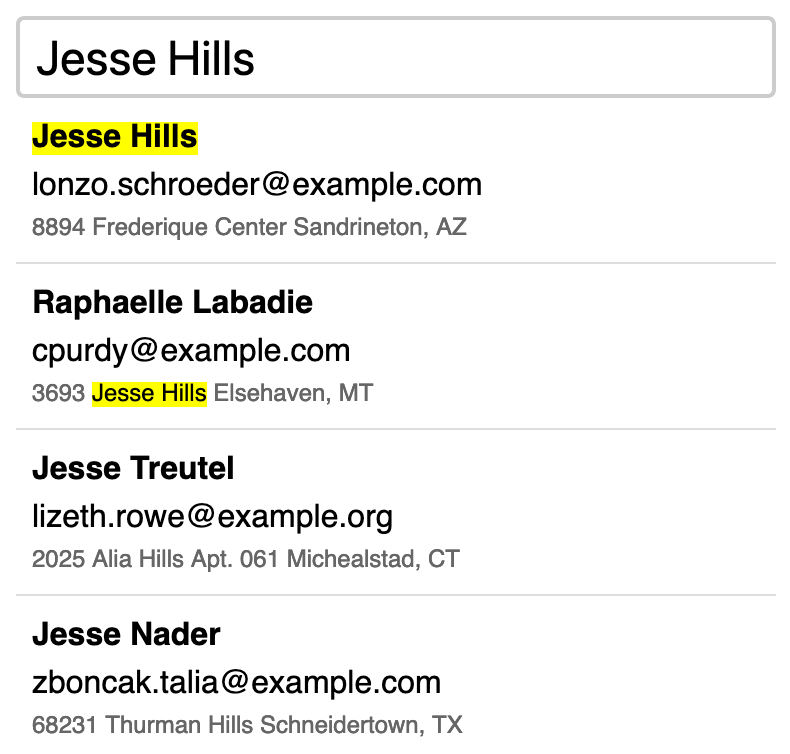 Jesse Hills
Jesse Hills
lonzo.schroeder@example.com
8894 Frederique Center Sandrineton, AZ
Raphaelle Labadie
cpurdy@example.com
3693 Jesse Hills Elsehaven, MT
Jesse Treutel
lizeth.rowe@example.org
2025 Alia Hills Apt. 061 Michealstad, CT
Jesse Nader
zboncak.talia@example.com
68231 Thurman Hills Schneidertown, TX